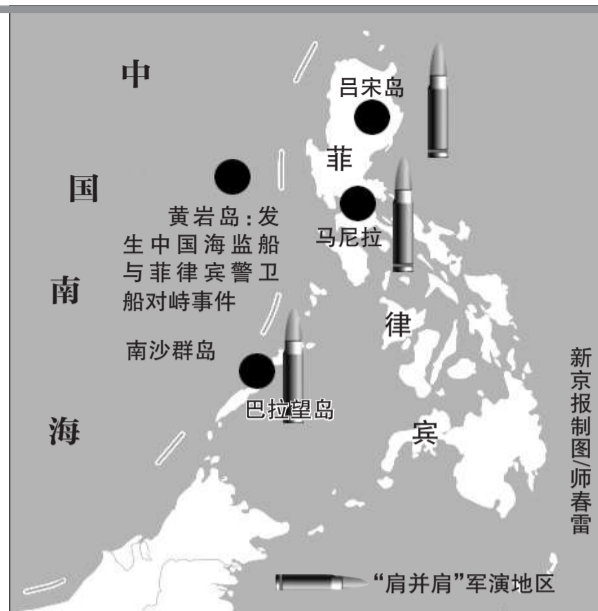 中
国
南
海
吕宋岛
菲
律
宾
马尼拉
黄岩岛：发
生中国海监船
与菲律宾警卫
船对峙事件
南沙群岛
巴拉望岛
“肩并肩”军演地区
新京报制图/师春雷